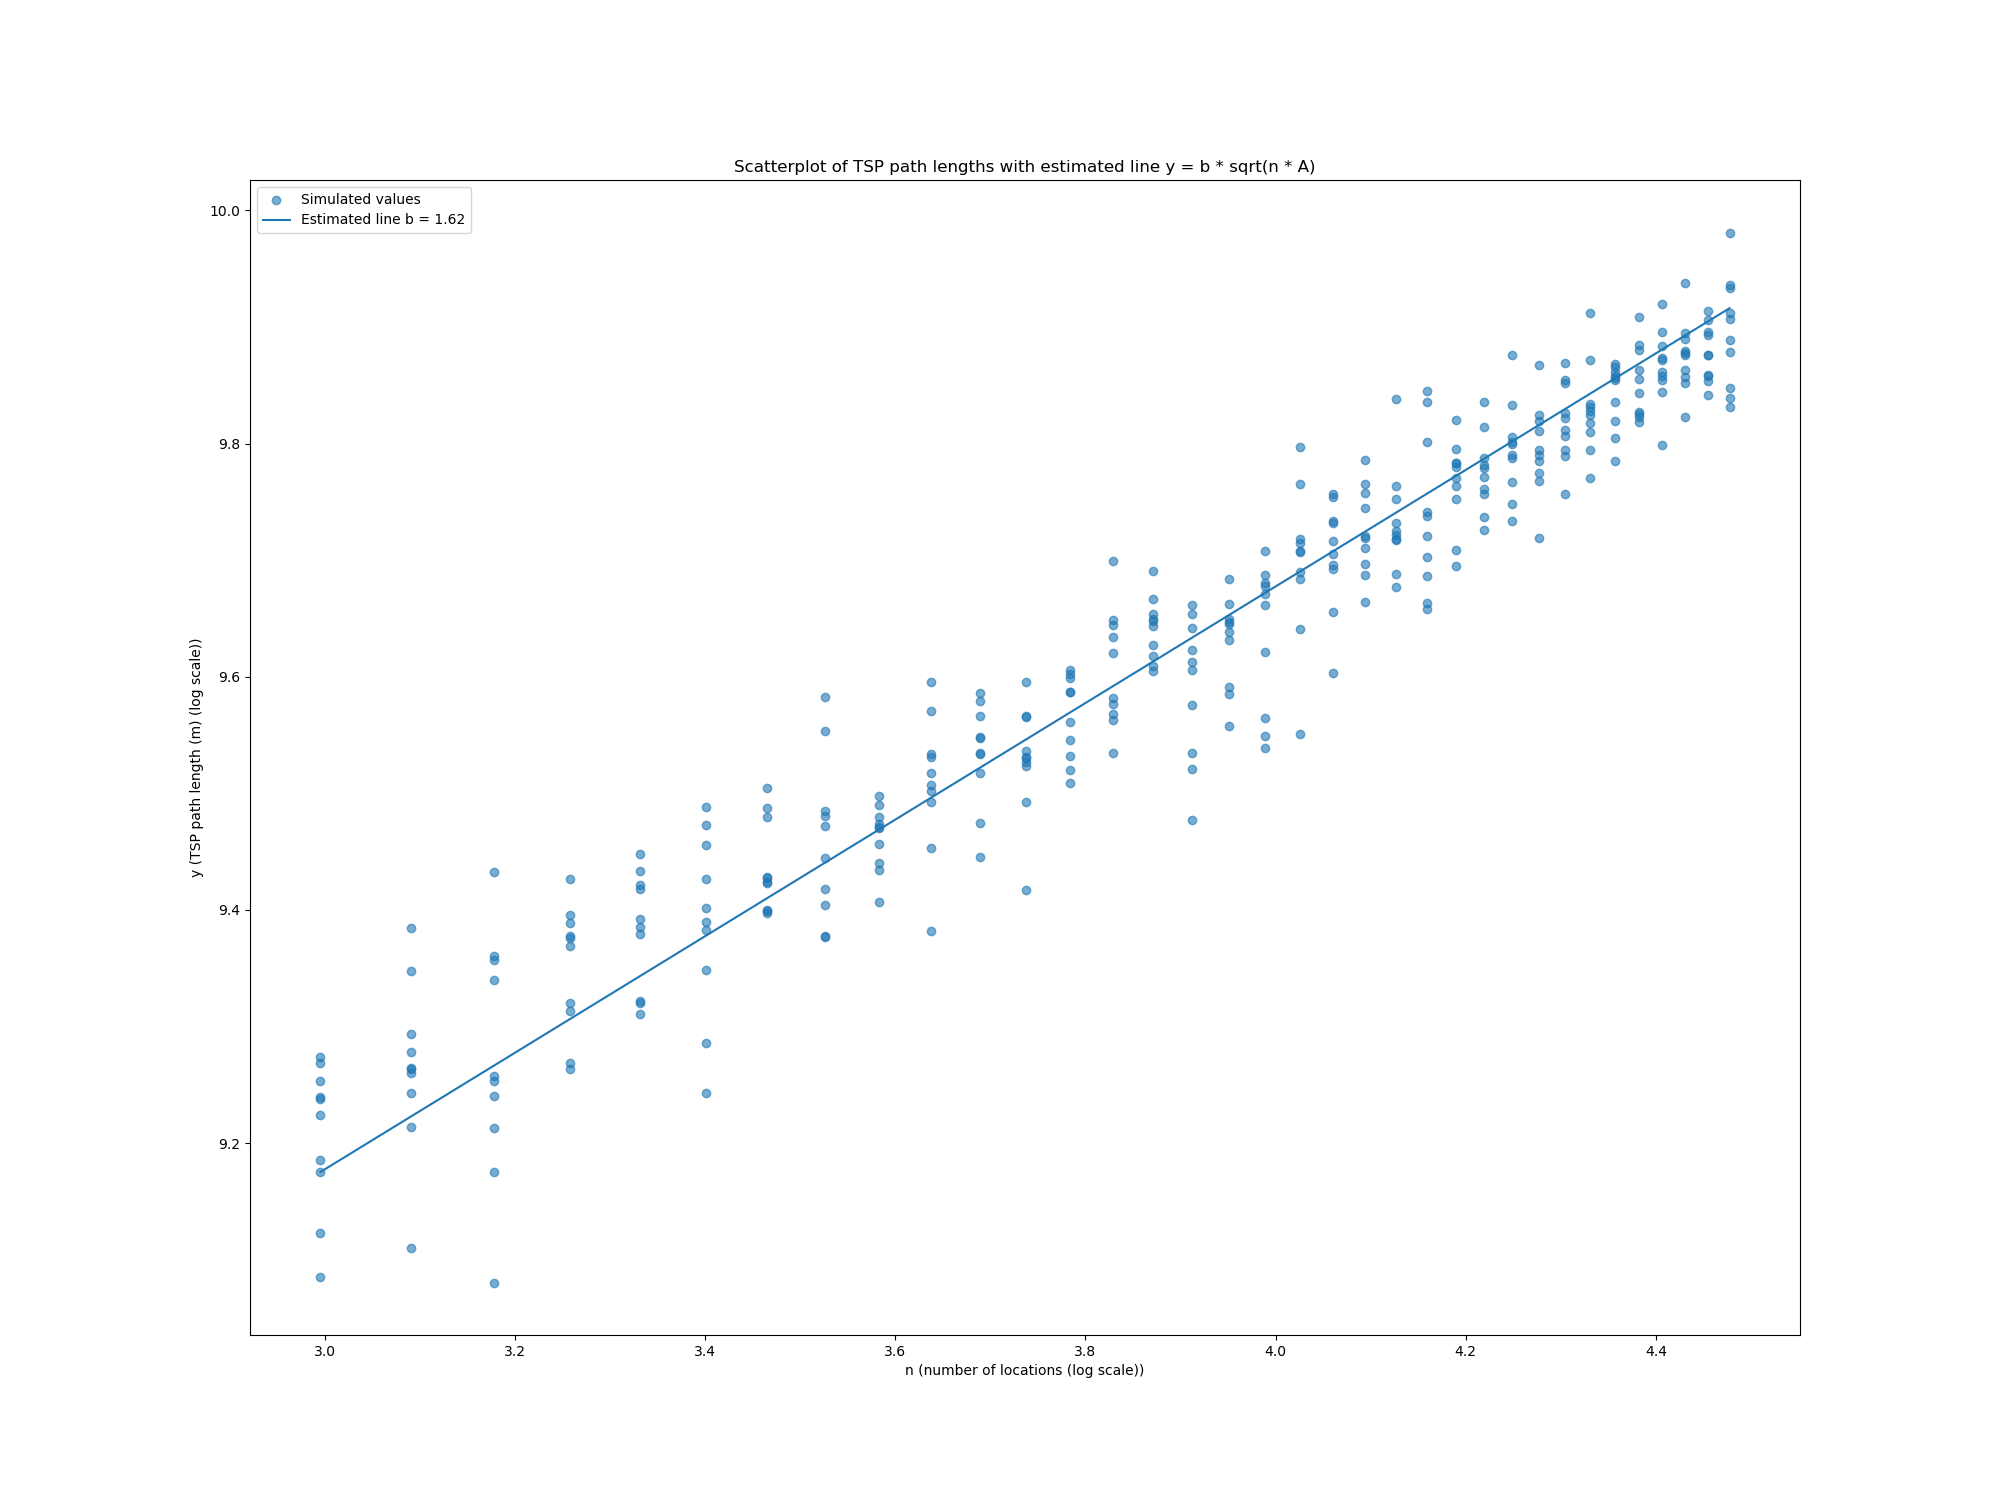 Scatterplot of TSP path lengths with estimated line y = b * sqrt(n * A)
Simulated values
Estimated line b = 1.62
10.0
9.8
9.6
9.4
9.2
y (TSP path length (m) (log scale))
3.0 3.2 3.4 3.6 3.8 4.0 4.2 4.4
n (number of locations (log scale))